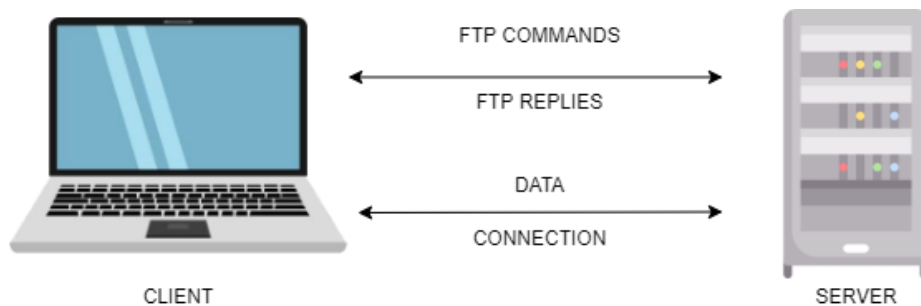 FTP COMMANDS
FTP REPLIES
DATA
CONNECTION
CLIENT
SERVER